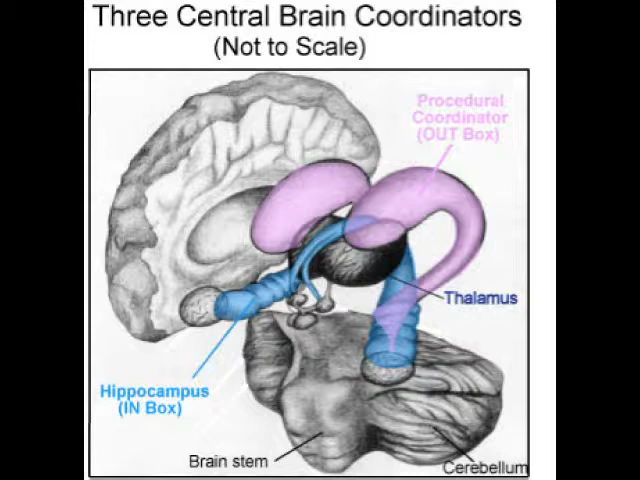 Three Central Brain Coordinators
(Not to Scale)
Procedural
Coordinator
(OUT Box)
Thalamus
Hippocampus
(IN Box)
Brain stem
Cerebellum